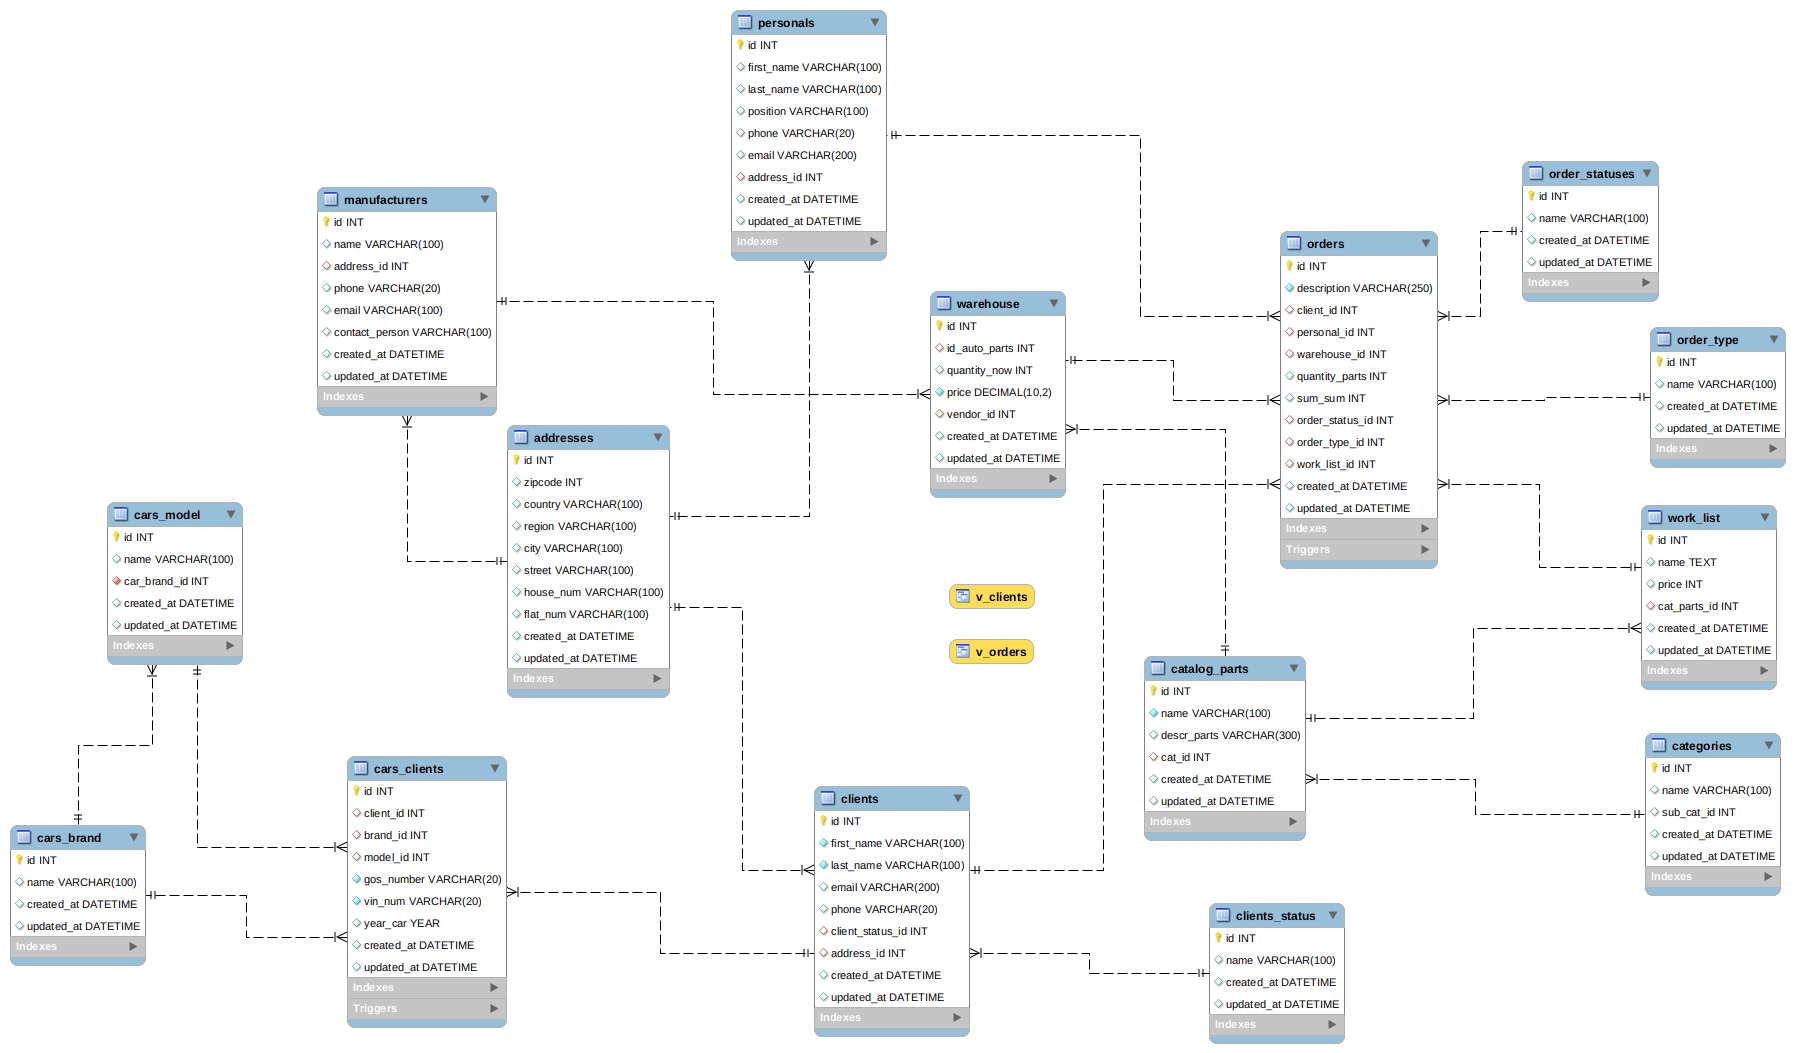 personals
id INT
first_name VARCHAR(100)
last_name VARCHAR(100)
position VARCHAR(100)
phone VARCHAR(20)
email VARCHAR(200)
address_id INT
created_at DATETIME
updated_at DATETIME
Indexes
manufacturers
id INT
name VARCHAR(100)
address_id INT
phone VARCHAR(20)
email VARCHAR(100)
contact_person VARCHAR(100)
created_at DATETIME
updated_at DATETIME
Indexes
order_statuses
id INT
name VARCHAR(100)
created_at DATETIME
updated_at DATETIME
Indexes
orders
id INT
description VARCHAR(250)
client_id INT
personal_id INT
warehouse_id INT
quantity_parts INT
sum_sum INT
order_status_id INT
order_type_id INT
work_list_id INT
created_at DATETIME
updated_at DATETIME
Indexes
Triggers
warehouse
id INT
id_auto_parts INT
quantity_now INT
price DECIMAL(10,2)
vendor_id INT
created_at DATETIME
updated_at DATETIME
Indexes
order_type
id INT
name VARCHAR(100)
created_at DATETIME
updated_at DATETIME
Indexes
addresses
id INT
zipcode INT
country VARCHAR(100)
region VARCHAR(100)
city VARCHAR(100)
street VARCHAR(100)
house_num VARCHAR(100)
flat_num VARCHAR(100)
created_at DATETIME
updated_at DATETIME
Indexes
cars_model
id INT
name VARCHAR(100)
car_brand_id INT
created_at DATETIME
updated_at DATETIME
Indexes
work_list
id INT
name TEXT
price INT
cat_parts_id INT
created_at DATETIME
updated_at DATETIME
Indexes
v_clients
v_orders
catalog_parts
id INT
name VARCHAR(100)
descr_parts VARCHAR(300)
cat_id INT
created_at DATETIME
updated_at DATETIME
Indexes
categories
id INT
name VARCHAR(100)
sub_cat_id INT
created_at DATETIME
updated_at DATETIME
Indexes
cars_clients
id INT
client_id INT
brand_id INT
model_id INT
gos_number VARCHAR(20)
vin_num VARCHAR(20)
year_car YEAR
created_at DATETIME
updated_at DATETIME
Indexes
Triggers
clients
id INT
first_name VARCHAR(100)
last_name VARCHAR(100)
email VARCHAR(200)
phone VARCHAR(20)
client_status_id INT
address_id INT
created_at DATETIME
updated_at DATETIME
Indexes
cars_brand
id INT
name VARCHAR(100)
created_at DATETIME
updated_at DATETIME
Indexes
clients_status
id INT
name VARCHAR(100)
created_at DATETIME
updated_at DATETIME
Indexes